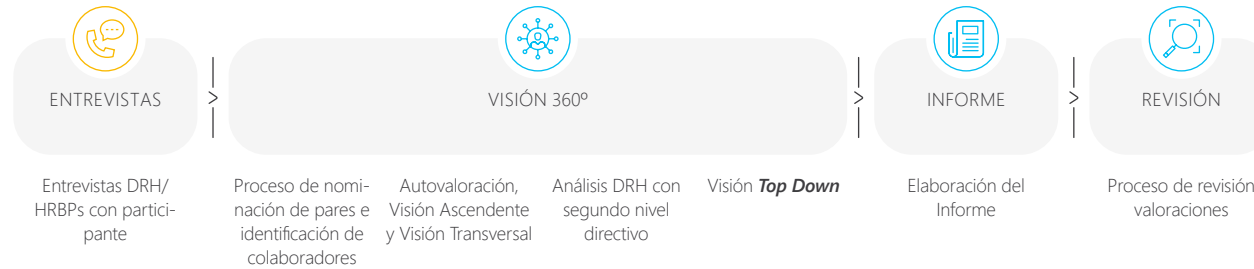 ENTREVISTAS
>
VISIÓN 360º
>
INFORME
>
REVISIÓN
Entrevistas DRH/
HRBPs con partici-
pante
Proceso de nomi-
nación de pares e
identificación de
colaboradores
Autovaloración,
Visión Ascendente
y Visión Transversal
Análisis DRH con
segundo nivel
directivo
Visión Top Down
Elaboración del
Informe
Proceso de revisión
valoraciones